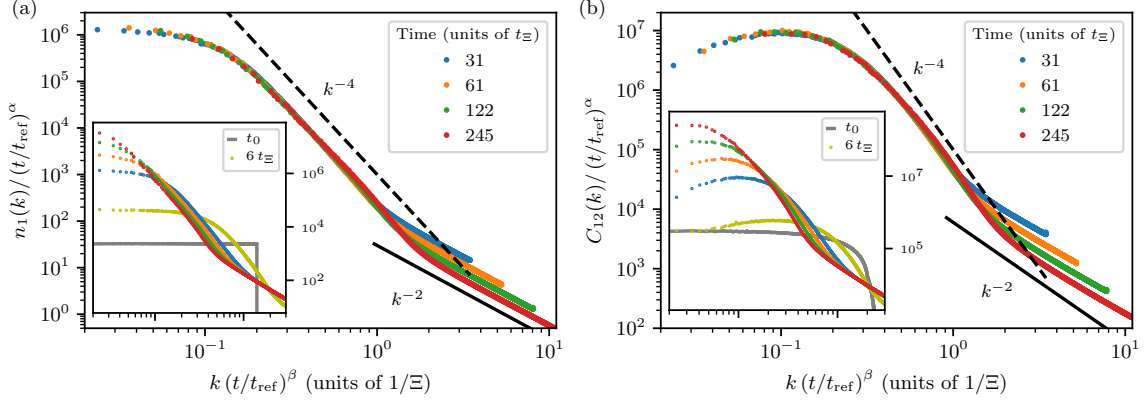 (a)
10^6
10^5
10^4
10^3
10^2
10^1
10^0
n_1(k)/(t/t_ref)^α
Time (units of t_Ξ)
31
61
122
245
k^{-4}
k^{-2}
t_0
6 t_Ξ
10^6
10^4
10^2
10^{-1}
10^0
10^1
k (t/t_ref)^β (units of 1/Ξ)
(b)
10^8
10^7
10^6
10^5
10^4
10^3
10^2
C_{12}(k)/(t/t_ref)^α
Time (units of t_Ξ)
31
61
122
245
k^{-4}
k^{-2}
t_0
6 t_Ξ
10^7
10^5
10^{-1}
10^0
10^1
k (t/t_ref)^β (units of 1/Ξ)